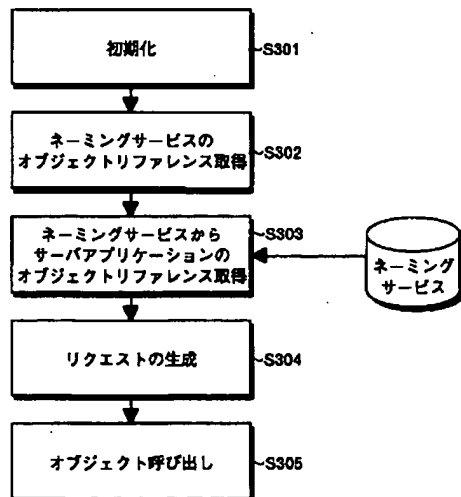 初期化
S301
ネーミングサービスの
オブジェクトリファレンス取得
S302
ネーミングサービスから
サーバアプリケーションの
オブジェクトリファレンス取得
S303
ネーミング
サービス
リクエストの生成
S304
オブジェクト呼び出し
S305